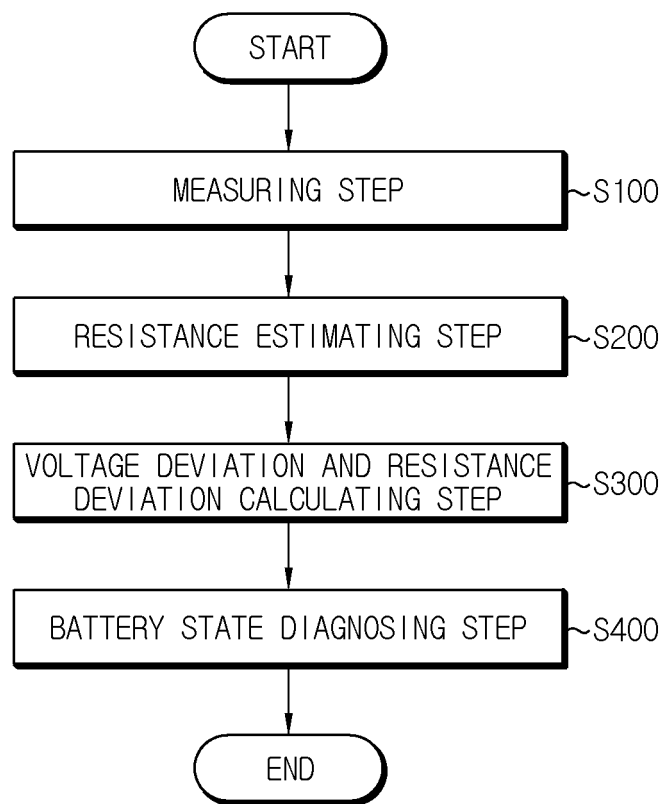 START
MEASURING STEP
~S100
RESISTANCE ESTIMATING STEP
~S200
VOLTAGE DEVIATION AND RESISTANCE
DEVIATION CALCULATING STEP
~S300
BATTERY STATE DIAGNOSING STEP
~S400
END